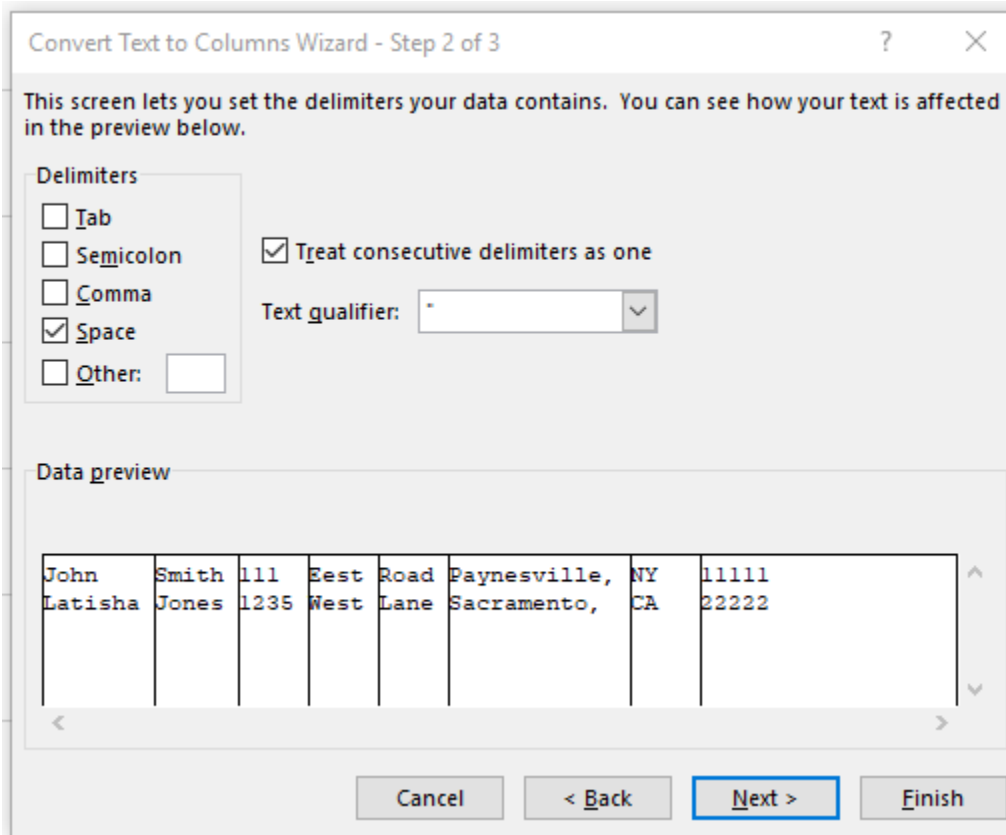 Convert Text to Columns Wizard - Step 2 of 3 ? ×
This screen lets you set the delimiters your data contains. You can see how your text is affected
in the preview below.
Delimiters
Tab
Semicolon
Comma
Space
Other:
Treat consecutive delimiters as one
Text qualifier: "
Data preview
John Smith 111 Eest Road Paynesville, NY 11111
Latisha Jones 1235 West Lane Sacramento, CA 22222
Cancel < Back Next > Finish